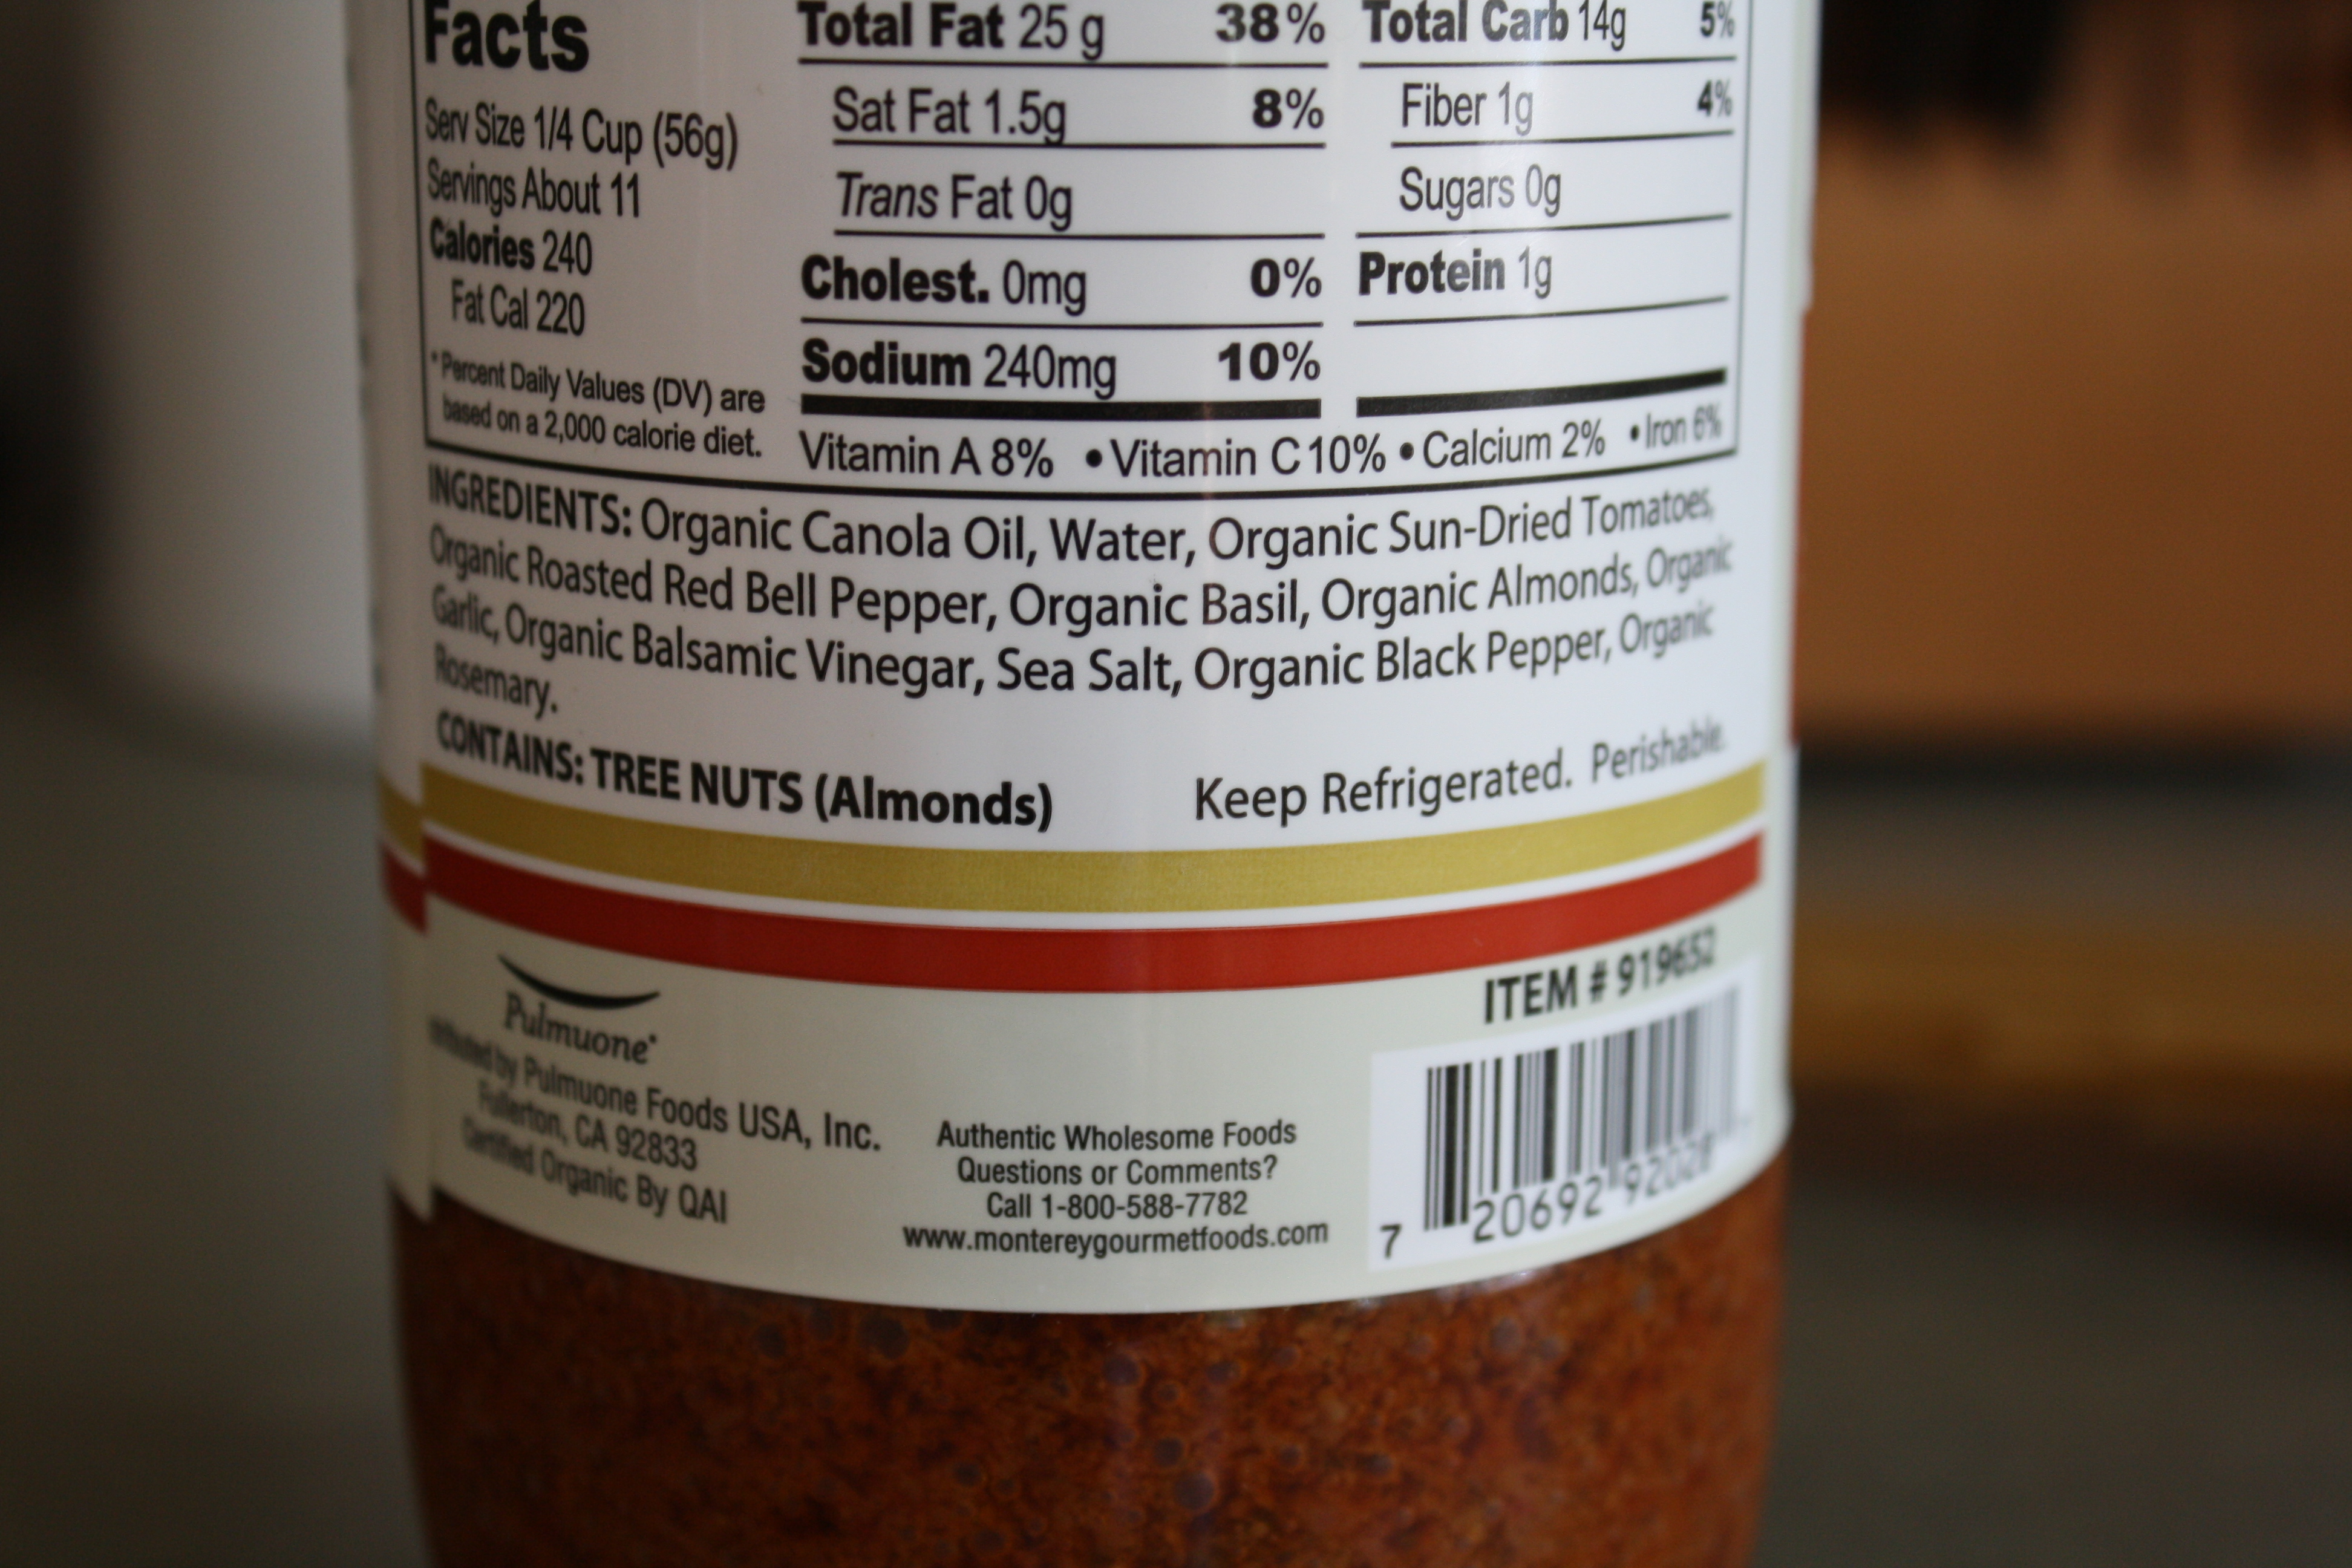 Facts
Serv Size 1/4 Cup (56g)
Servings About 11
Calories 240
Fat Cal 220
* Percent Daily Values (DV) are
based on a 2,000 calorie diet.
Total Fat 25 g 38%
Sat Fat 1.5g 8%
Trans Fat 0g
Cholest. 0mg 0%
Sodium 240mg 10%
Total Carb 14g 5%
Fiber 1g 4%
Sugars 0g
Protein 1g
Vitamin A 8% • Vitamin C 10% • Calcium 2% • Iron 6%
INGREDIENTS: Organic Canola Oil, Water, Organic Sun-Dried Tomatoes,
Organic Roasted Red Bell Pepper, Organic Basil, Organic Almonds, Organic
Garlic, Organic Balsamic Vinegar, Sea Salt, Organic Black Pepper, Organic
Rosemary.
CONTAINS: TREE NUTS (Almonds)
Keep Refrigerated. Perishable.
Pulmuone
by Pulmuone Foods USA, Inc.
Fullerton, CA 92833
Certified Organic By QAI
Authentic Wholesome Foods
Questions or Comments?
Call 1-800-588-7782
www.montereygourmetfoods.com
ITEM # 919652
7 20692 92028